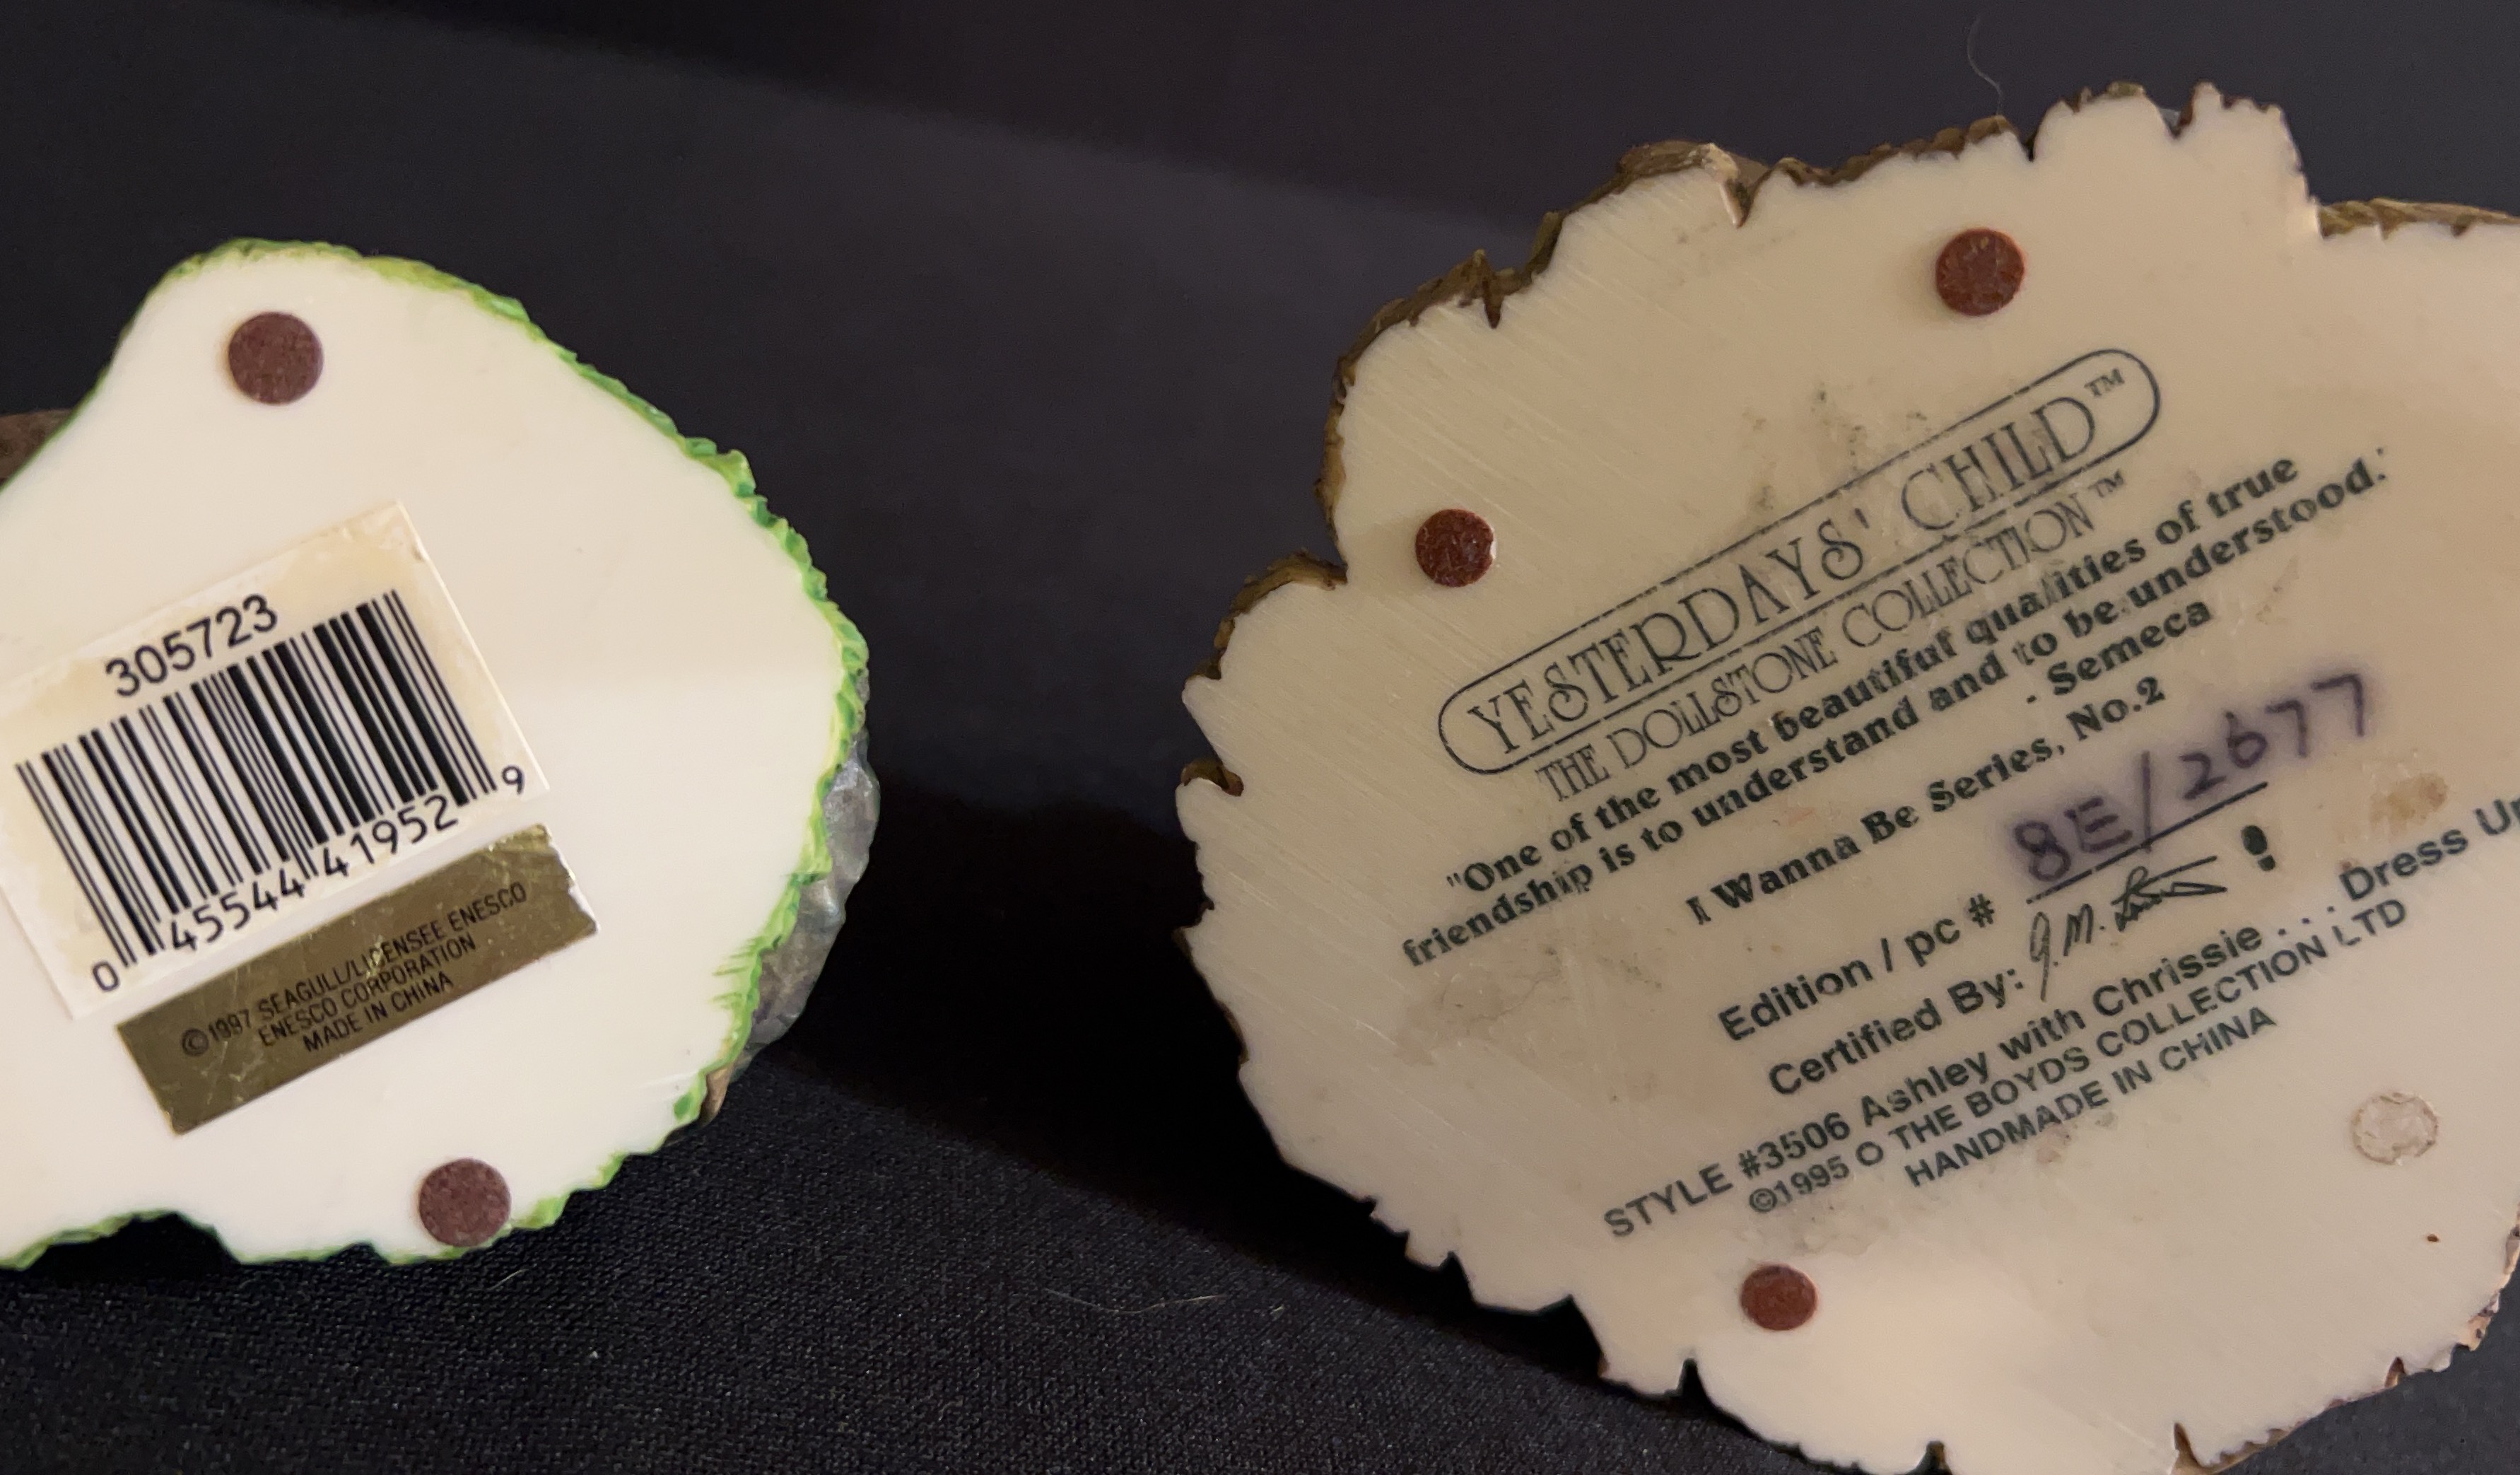 305723
0 45544 41952 9
©1997 SEAGULL/LICENSEE ENESCO
ENESCO CORPORATION
MADE IN CHINA
YESTERDAYS' CHILD™
THE DOLLSTONE COLLECTION™
"One of the most beautiful qualities of true
friendship is to understand and to be understood."
- Semeca
I Wanna Be Series, No.2
Edition / pc # 8E/2677
Certified By: G.M.
STYLE #3506 Ashley with Chrissie . . . Dress Up
©1995 O THE BOYDS COLLECTION LTD
HANDMADE IN CHINA